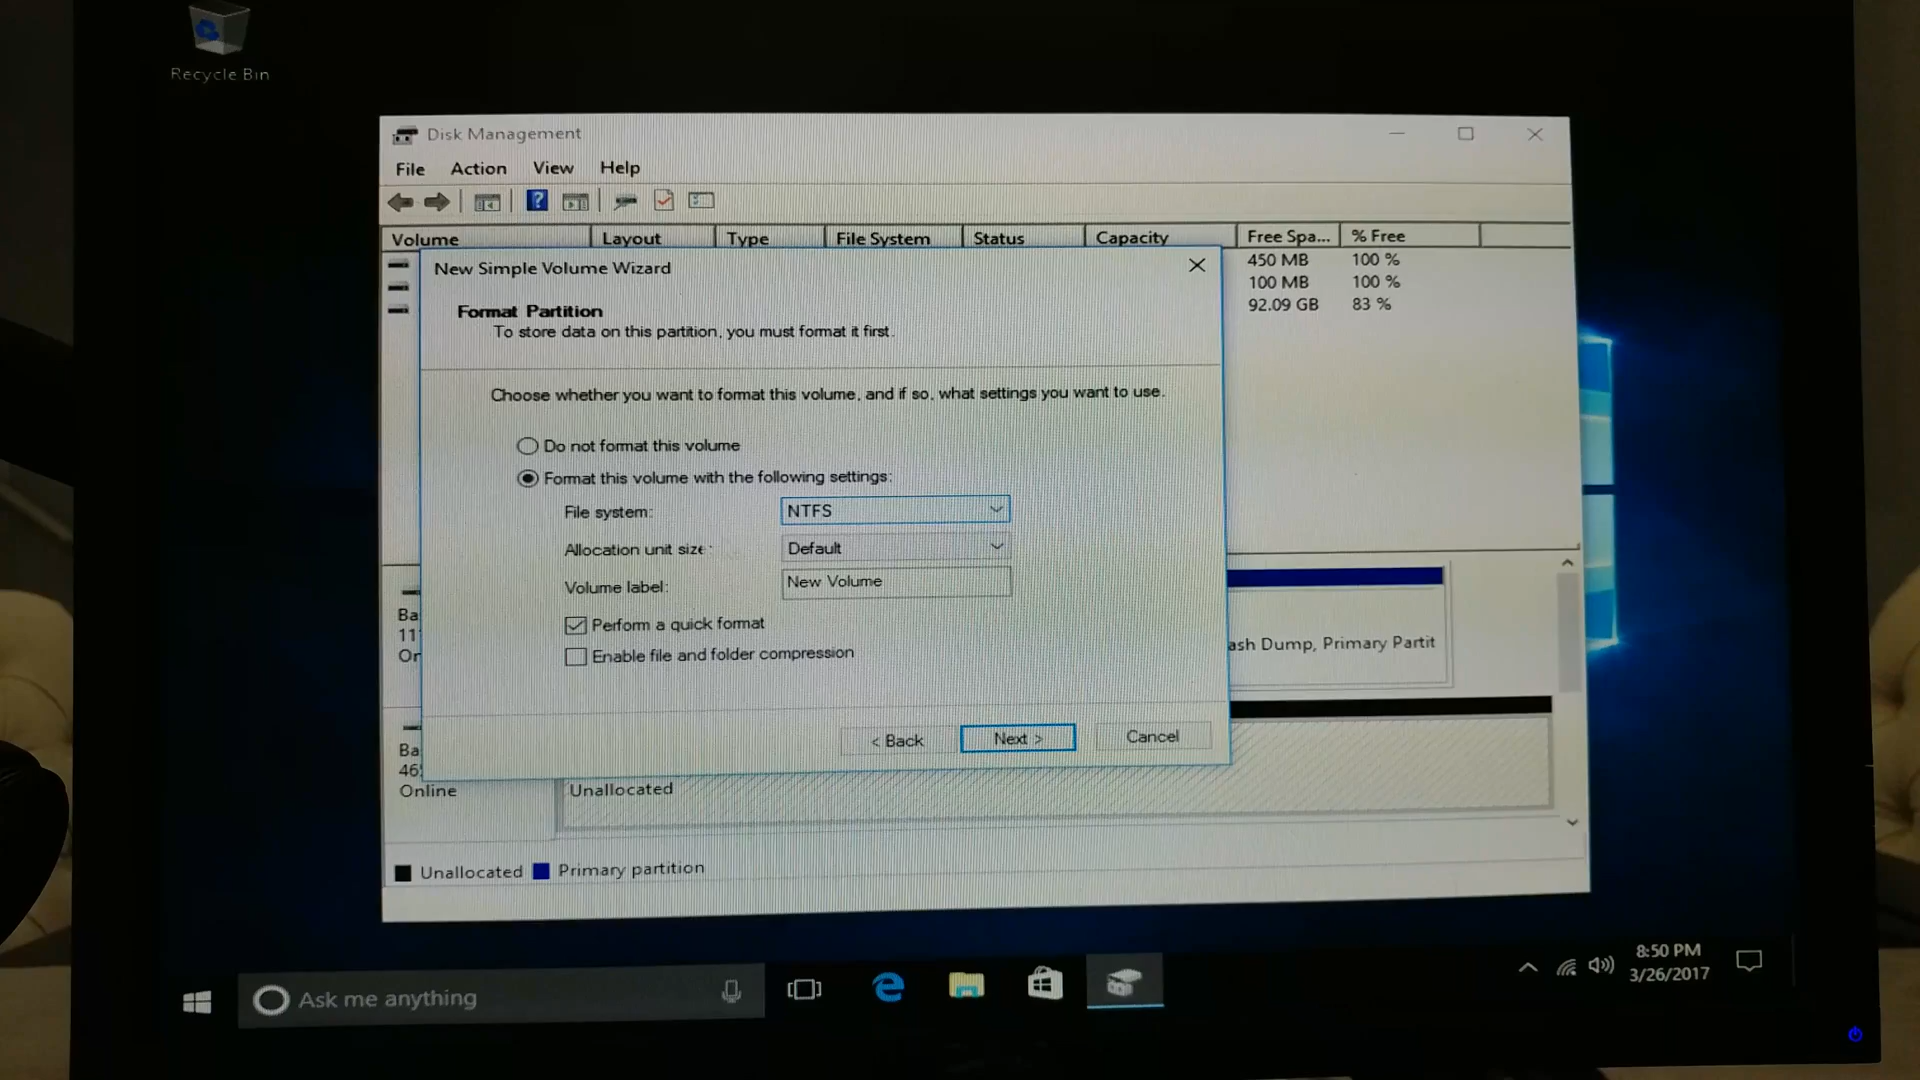 Recycle Bin
Disk Management
File Action View Help
Volume Layout Type File System Status Capacity Free Spa... % Free
450 MB 100 %
100 MB 100 %
92.09 GB 83 %
New Simple Volume Wizard
Format Partition
To store data on this partition, you must format it first.
Choose whether you want to format this volume, and if so, what settings you want to use.
Do not format this volume
Format this volume with the following settings:
File system: NTFS
Allocation unit size: Default
Volume label: New Volume
Perform a quick format
Enable file and folder compression
< Back Next > Cancel
Ba
11
Or
ash Dump, Primary Partit
Ba
46
Online
Unallocated
Unallocated Primary partition
Ask me anything
8:50 PM
3/26/2017